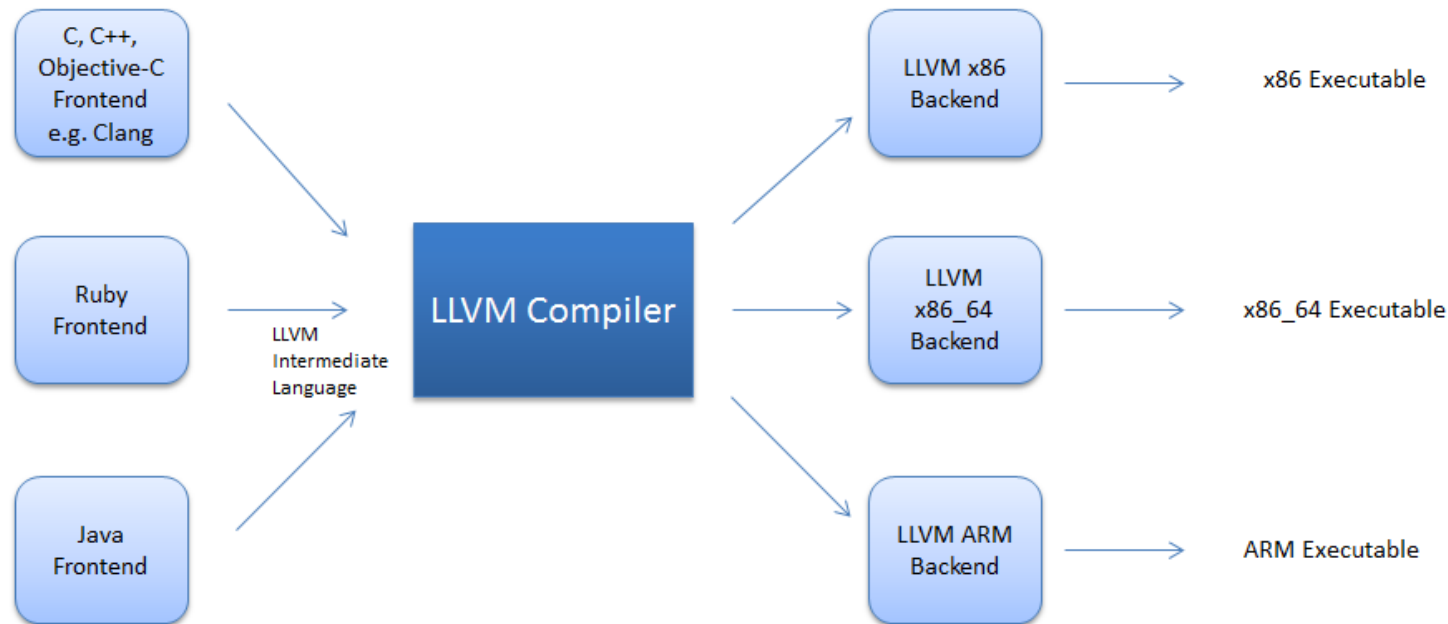 C, C++,
Objective-C
Frontend
e.g. Clang
Ruby
Frontend
Java
Frontend
LLVM
Intermediate
Language
LLVM Compiler
LLVM x86
Backend
LLVM
x86_64
Backend
LLVM ARM
Backend
x86 Executable
x86_64 Executable
ARM Executable